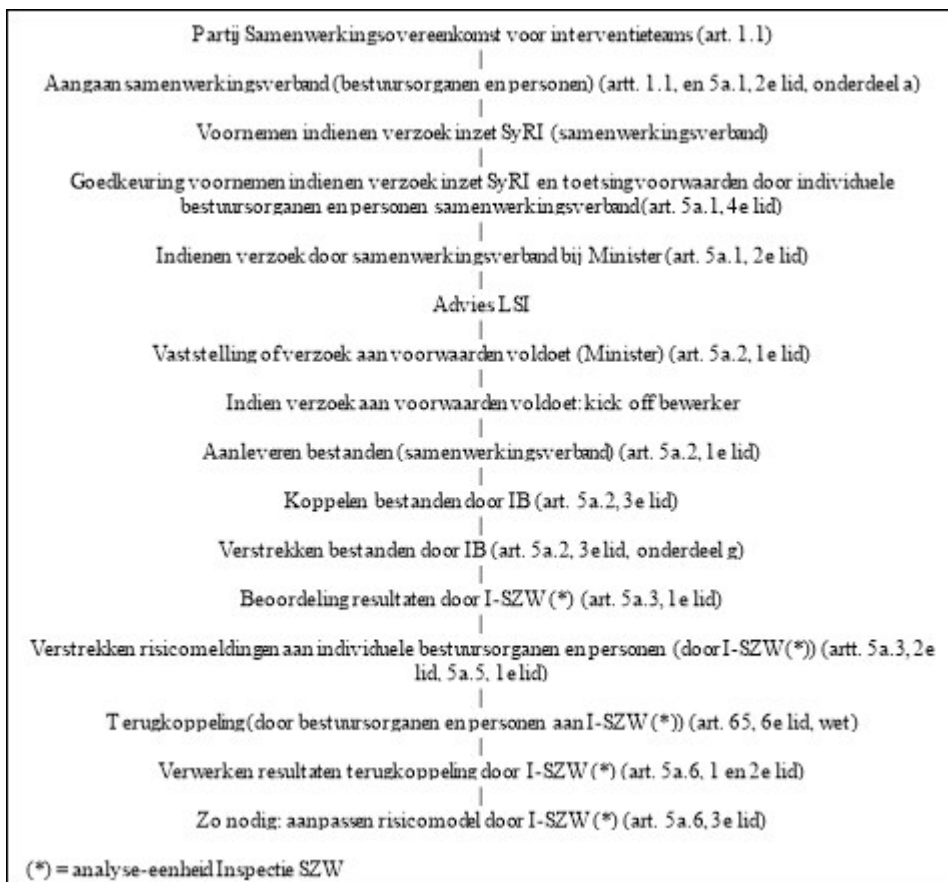 Partij Samenwerkingsovereenkomst voor interventieteams (art. 1.1)
Aangaan samenwerkingsverband (bestuursorganen en personen) (artt. 1.1, en 5a.1, 2e lid, onderdeel a)
Voornemen indienen verzoek inzet SyRI (samenwerkingsverband)
Goedkeuring voornemen indienen verzoek inzet SyRI en toetsing voorwaarden door individuele
bestuursorganen en personen samenwerkingsverband (art. 5a.1, 4e lid)
Indienen verzoek door samenwerkingsverband bij Minister (art. 5a.1, 2e lid)
Advies LSI
Vaststelling of verzoek aan voorwaarden voldoet (Minister) (art. 5a.2, 1e lid)
Indien verzoek aan voorwaarden voldoet: kick off bewerker
Aanleveren bestanden (samenwerkingsverband) (art. 5a.2, 1e lid)
Koppelen bestanden door IB (art. 5a.2, 3e lid)
Verstrekken bestanden door IB (art. 5a.2, 3e lid, onderdeel g)
Beoordeling resultaten door I-SZW (*) (art. 5a.3, 1e lid)
Verstrekken risicomeldingen aan individuele bestuursorganen en personen (door I-SZW (*)) (artt. 5a.3, 2e
lid, 5a.5, 1e lid)
Terugkoppeling (door bestuursorganen en personen aan I-SZW (*)) (art. 65, 6e lid, wet)
Verwerken resultaten terugkoppeling door I-SZW (*) (art. 5a.6, 1 en 2e lid)
Zo nodig: aanpassen risicomodel door I-SZW (*) (art. 5a.6, 3e lid)
(*) = analyse-eenheid Inspectie SZW